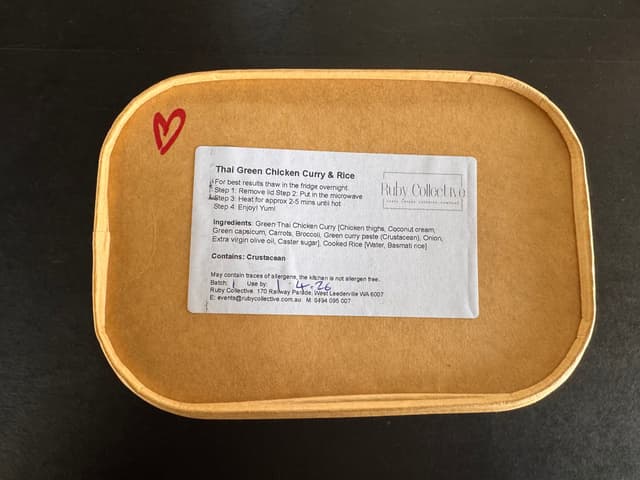 Thai Green Chicken Curry & Rice
For best results thaw in the fridge overnight.
Step 1: Remove lid Step 2: Put in the microwave
Step 3: Heat for approx 2-5 mins until hot
Step 4: Enjoy! Yum!
Ruby Collective
Ingredients: Green Thai Chicken Curry [Chicken thighs, Coconut cream,
Green capsicum, Carrots, Broccoli, Green curry paste (Crustacean), Onion,
Extra virgin olive oil, Caster sugar], Cooked Rice [Water, Basmati rice]
Contains: Crustacean
May contain traces of allergens, the kitchen is not allergen free.
Batch: 1 Use by: 1.4.26
Ruby Collective 170 Railway Parade, West Leederville WA 6007
E: events@rubycollective.com.au M: 0494 095 007